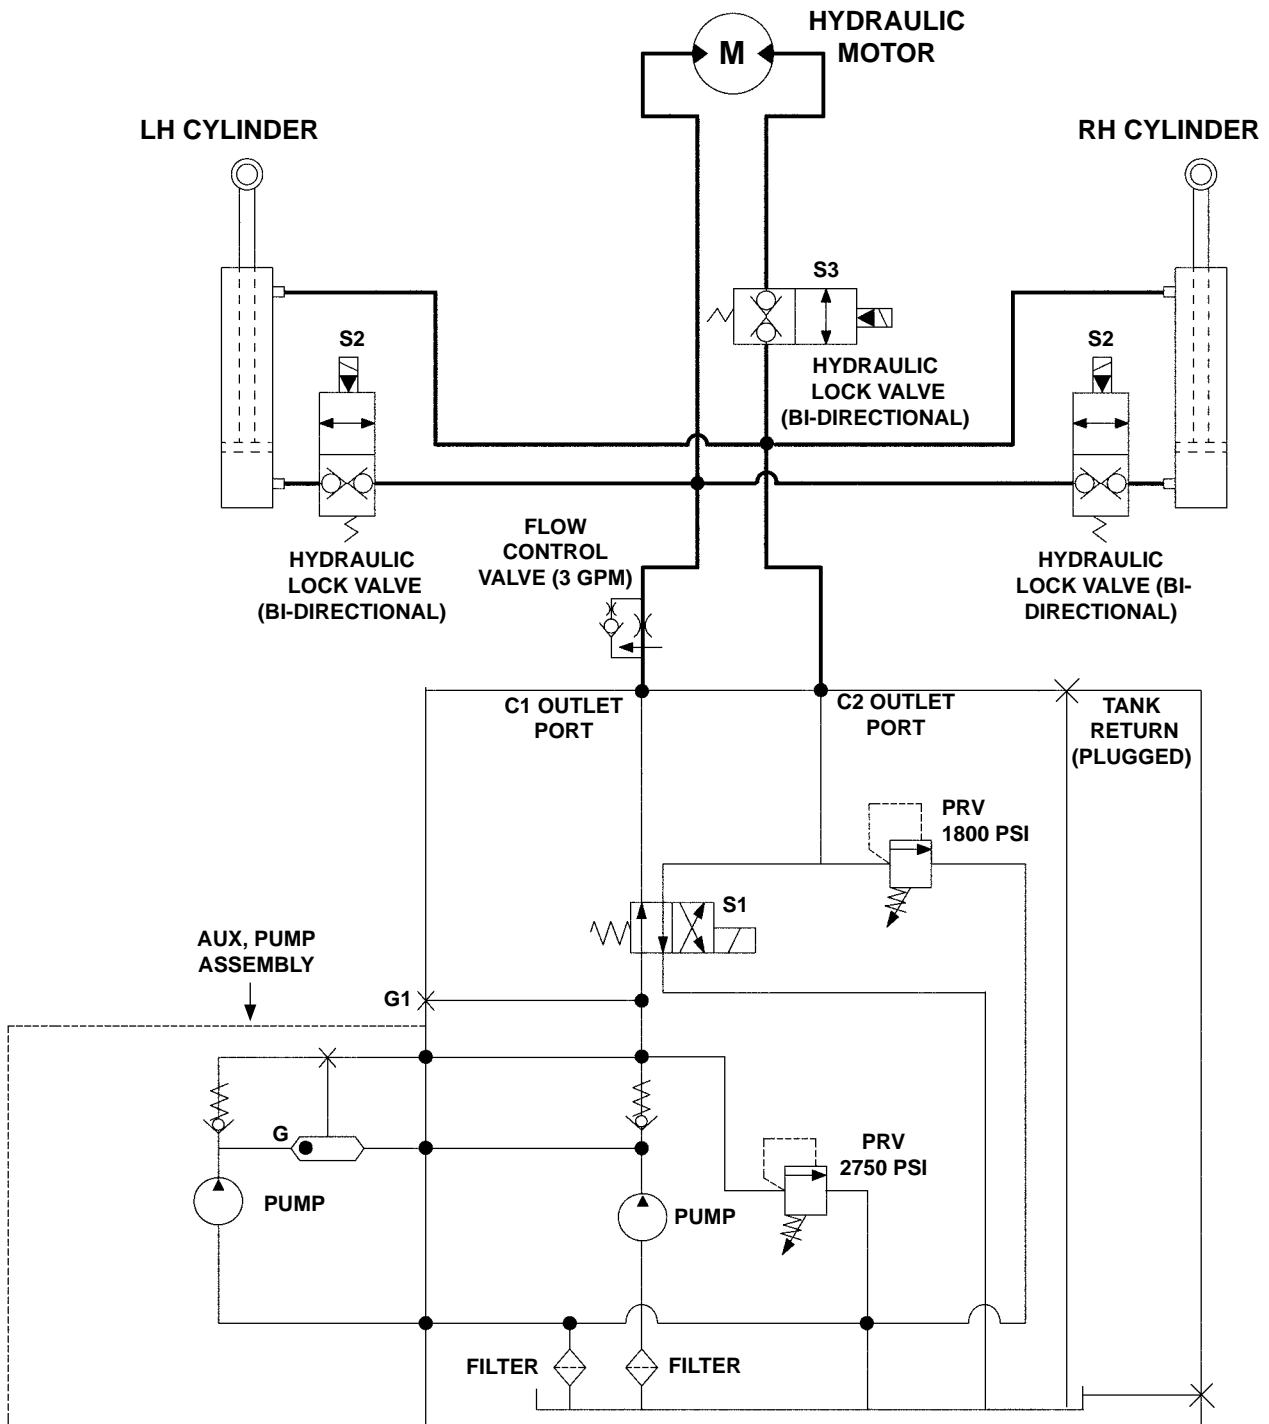 HYDRAULIC
MOTOR
M
LH CYLINDER
RH CYLINDER
S3
S2
S2
HYDRAULIC
LOCK VALVE
(BI-DIRECTIONAL)
FLOW
CONTROL
VALVE (3 GPM)
HYDRAULIC
LOCK VALVE
(BI-DIRECTIONAL)
HYDRAULIC
LOCK VALVE (BI-
DIRECTIONAL)
C1 OUTLET
PORT
C2 OUTLET
PORT
TANK
RETURN
(PLUGGED)
PRV
1800 PSI
S1
AUX, PUMP
ASSEMBLY
G1
G
PRV
2750 PSI
PUMP
PUMP
FILTER
FILTER